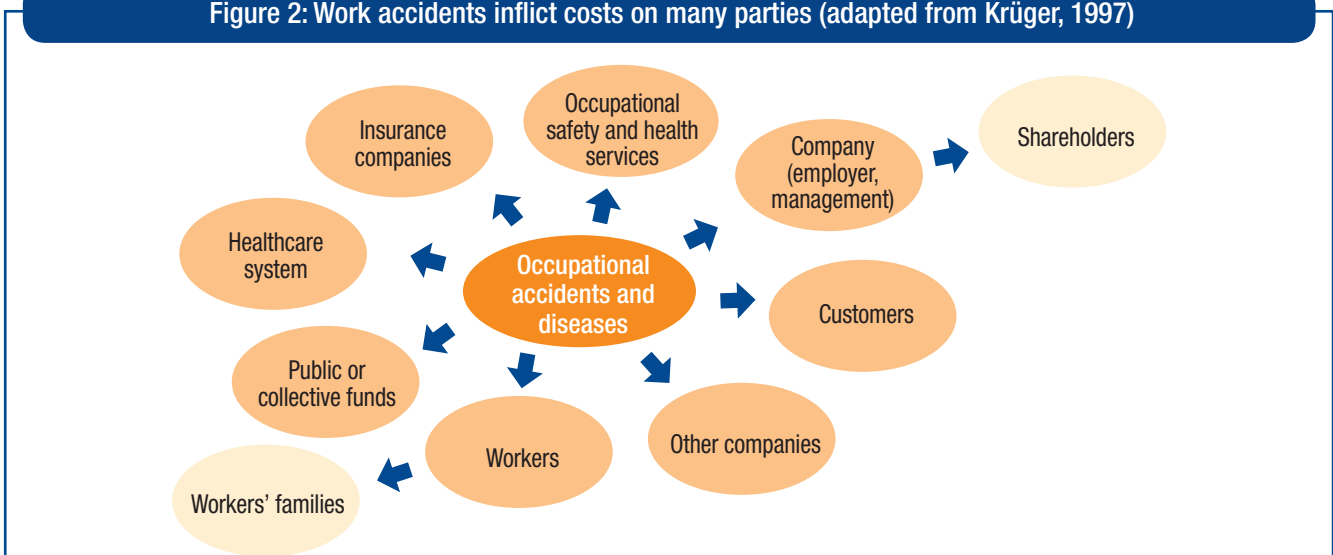 Figure 2: Work accidents inflict costs on many parties (adapted from Krüger, 1997)
Occupational
safety and health
services
Insurance
companies
Company
(employer,
management)
Shareholders
Healthcare
system
Occupational
accidents and
diseases
Customers
Public or
collective funds
Workers
Other companies
Workers’ families